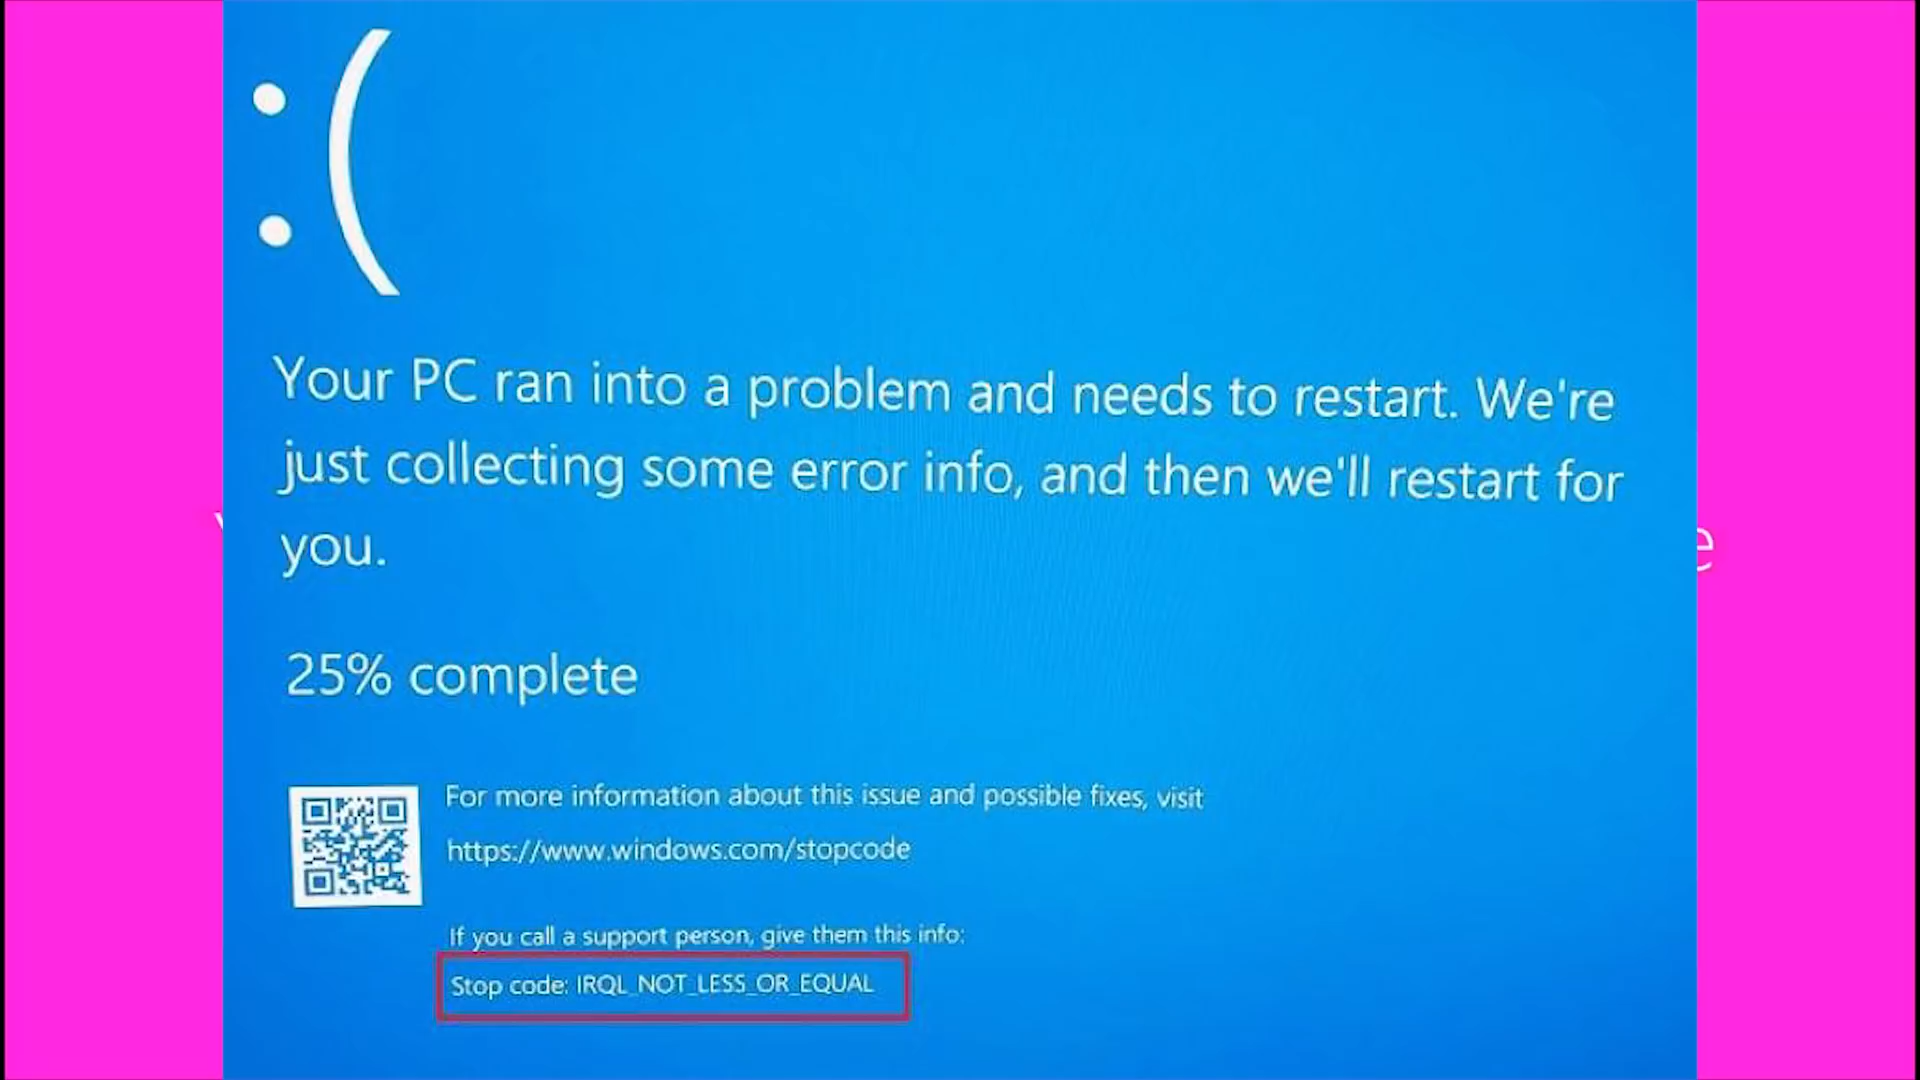 :(
Your PC ran into a problem and needs to restart. We're
just collecting some error info, and then we'll restart for
you.
25% complete
For more information about this issue and possible fixes, visit
https://www.windows.com/stopcode
If you call a support person, give them this info:
Stop code: IRQL_NOT_LESS_OR_EQUAL